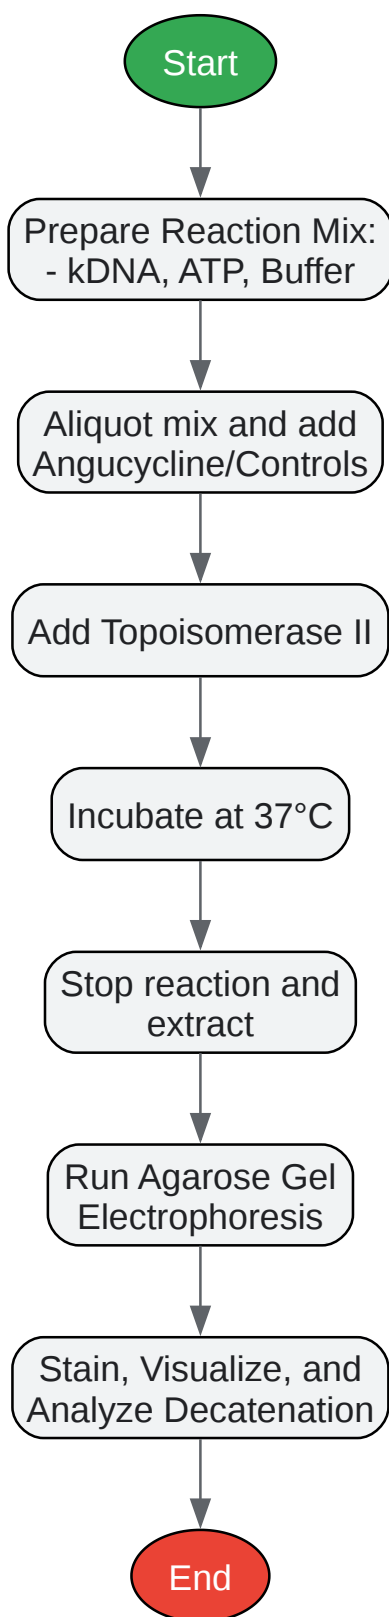 Start
Prepare Reaction Mix:
- kDNA, ATP, Buffer
Aliquot mix and add
Angucycline/Controls
Add Topoisomerase II
Incubate at 37°C
Stop reaction and
extract
Run Agarose Gel
Electrophoresis
Stain, Visualize, and
Analyze Decatenation
End